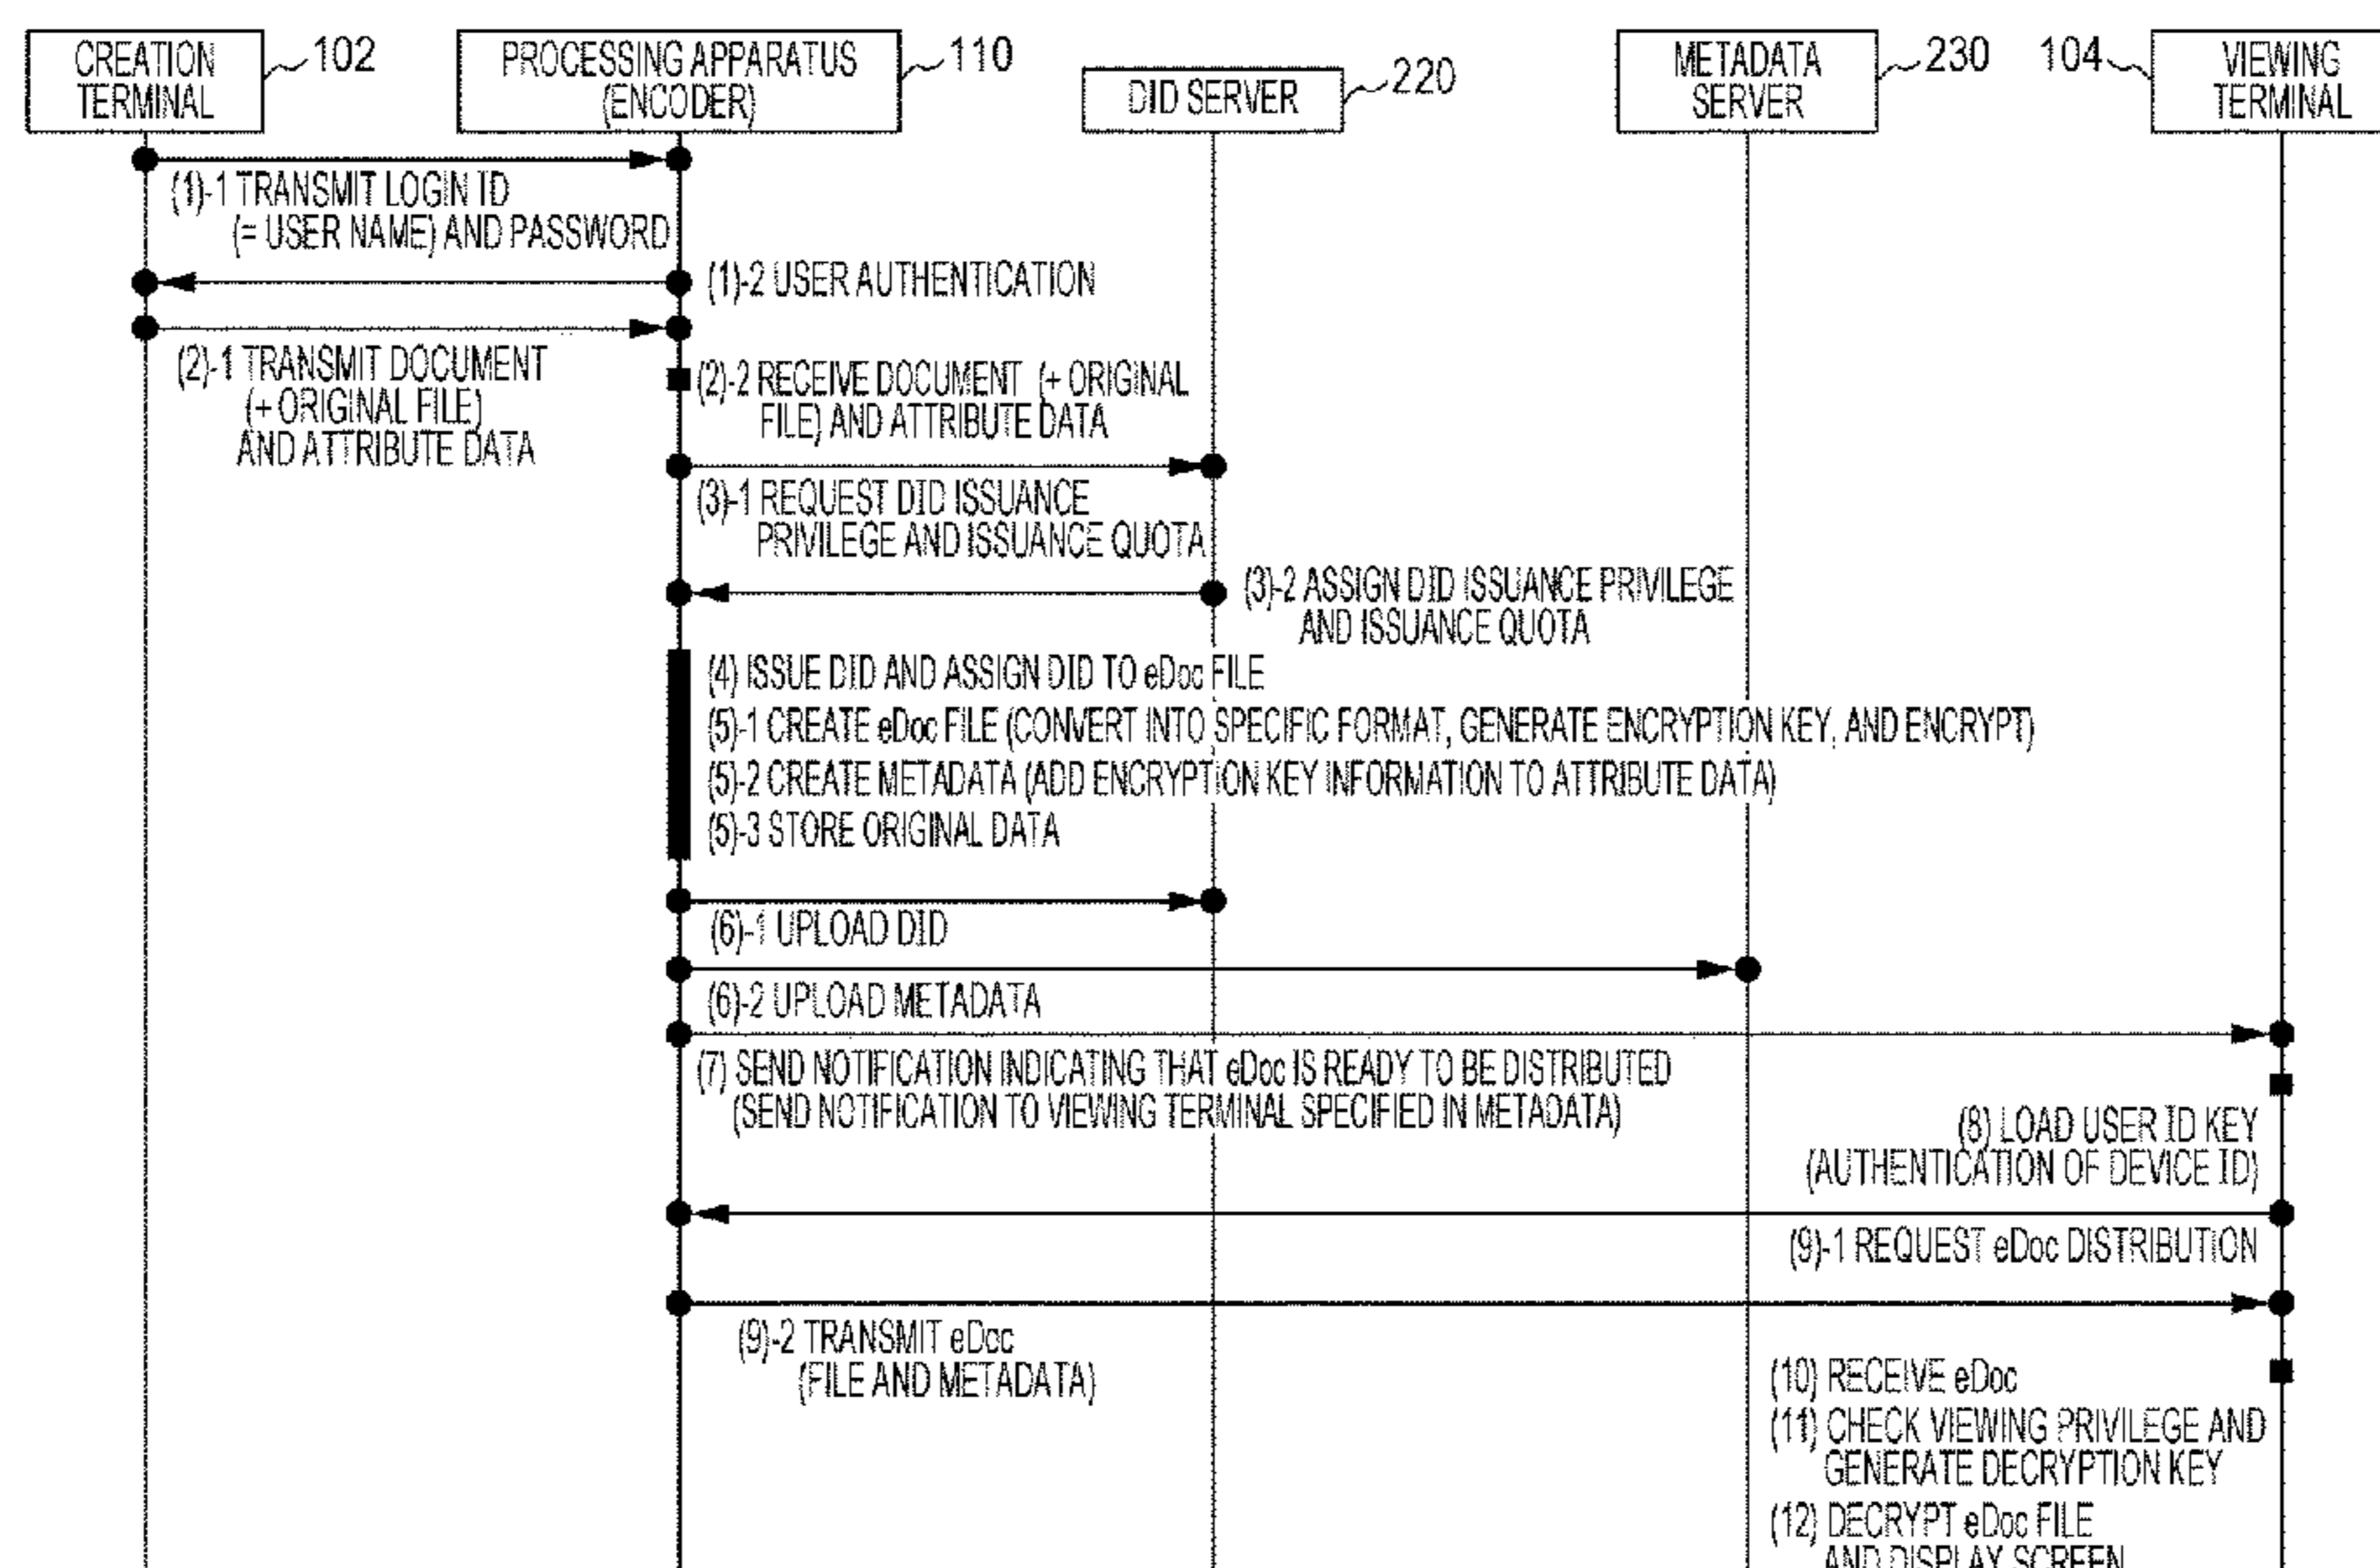 CREATION
TERMINAL
102
PROCESSING APPARATUS
(ENCODER)
110
DID SERVER
220
METADATA
SERVER
230
104
VIEWING
TERMINAL
(1)-1 TRANSMIT LOGIN ID
(= USER NAME) AND PASSWORD
(1)-2 USER AUTHENTICATION
(2)-1 TRANSMIT DOCUMENT
(+ ORIGINAL FILE)
AND ATTRIBUTE DATA
(2)-2 RECEIVE DOCUMENT (+ ORIGINAL
FILE) AND ATTRIBUTE DATA
(3)-1 REQUEST DID ISSUANCE
PRIVILEGE AND ISSUANCE QUOTA
(3)-2 ASSIGN DID ISSUANCE PRIVILEGE
AND ISSUANCE QUOTA
(4) ISSUE DID AND ASSIGN DID TO eDoc FILE
(5)-1 CREATE eDoc FILE (CONVERT INTO SPECIFIC FORMAT, GENERATE ENCRYPTION KEY, AND ENCRYPT)
(5)-2 CREATE METADATA (ADD ENCRYPTION KEY INFORMATION TO ATTRIBUTE DATA)
(5)-3 STORE ORIGINAL DATA
(6)-1 UPLOAD DID
(6)-2 UPLOAD METADATA
(7) SEND NOTIFICATION INDICATING THAT eDoc IS READY TO BE DISTRIBUTED
(SEND NOTIFICATION TO VIEWING TERMINAL SPECIFIED IN METADATA)
(8) LOAD USER ID KEY
(AUTHENTICATION OF DEVICE ID)
(9)-1 REQUEST eDoc DISTRIBUTION
(9)-2 TRANSMIT eDoc
(FILE AND METADATA)
(10) RECEIVE eDoc
(11) CHECK VIEWING PRIVILEGE AND
GENERATE DECRYPTION KEY
(12) DECRYPT eDoc FILE
AND DISPLAY SCREEN